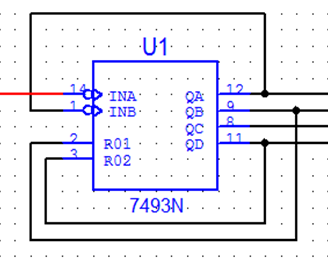 U1
14 INA QA 12
1 INB QB 9
QC 8
2 R01 QD 11
3 R02
7493N